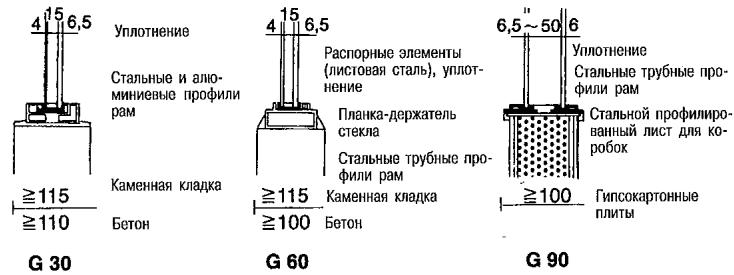 15
4 6,5
Уплотнение
Стальные и алю-
миниевые профили
рам
≧115
Каменная кладка
≧110
Бетон
G 30
15
4 6,5
Распорные элементы
(листовая сталь), уплот-
нение
Планка-держатель
стекла
Стальные трубные про-
фили рам
≧115
Каменная кладка
≧100
Бетон
G 60
6,5~50 6
Уплотнение
Стальные трубные про-
фили рам
Стальной профилиро-
ванный лист для ко-
робок
≧100
Гипсокартонные
плиты
G 90